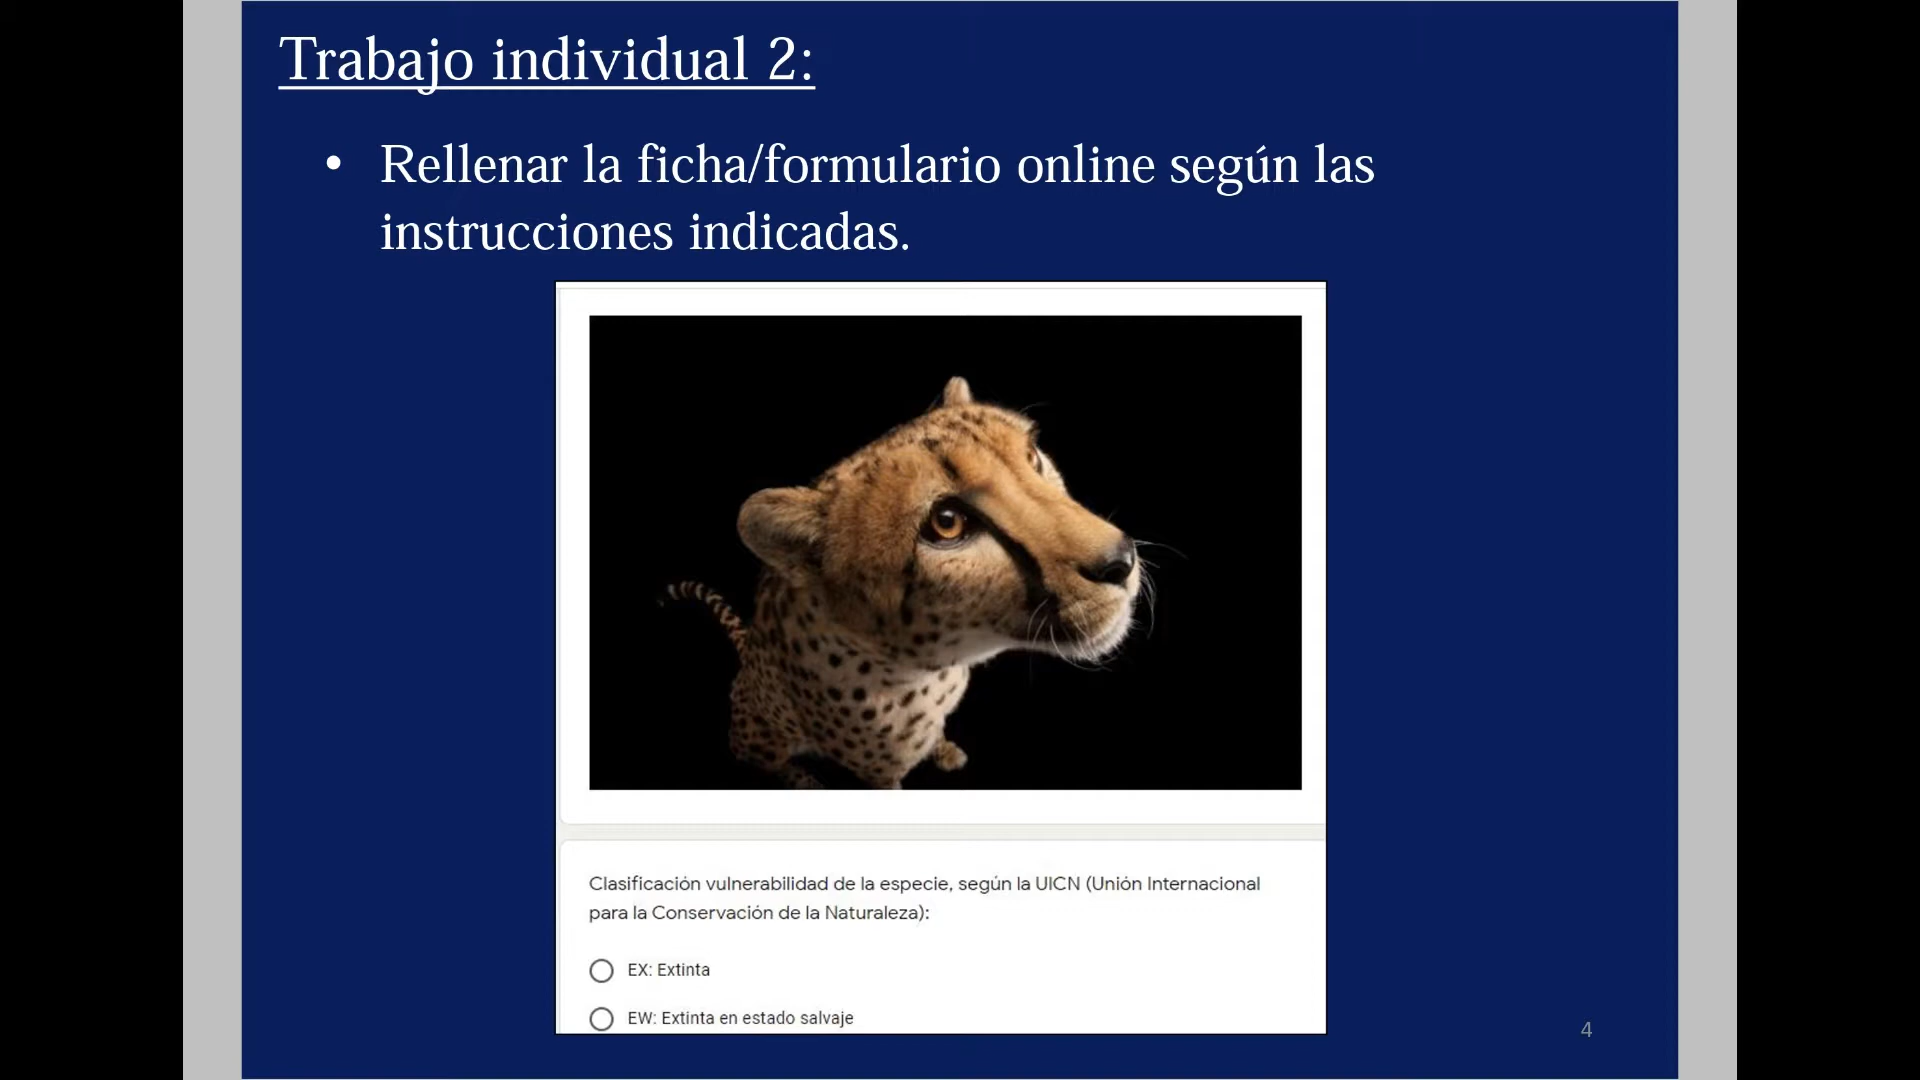 Trabajo individual 2:
• Rellenar la ficha/formulario online según las
instrucciones indicadas.
Clasificación vulnerabilidad de la especie, según la UICN (Unión Internacional
para la Conservación de la Naturaleza):
EX: Extinta
EW: Extinta en estado salvaje
4